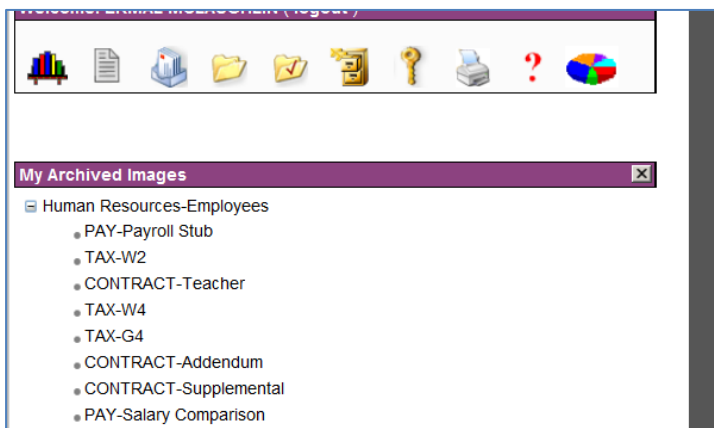 My Archived Images
Human Resources-Employees
PAY-Payroll Stub
TAX-W2
CONTRACT-Teacher
TAX-W4
TAX-G4
CONTRACT-Addendum
CONTRACT-Supplemental
PAY-Salary Comparison